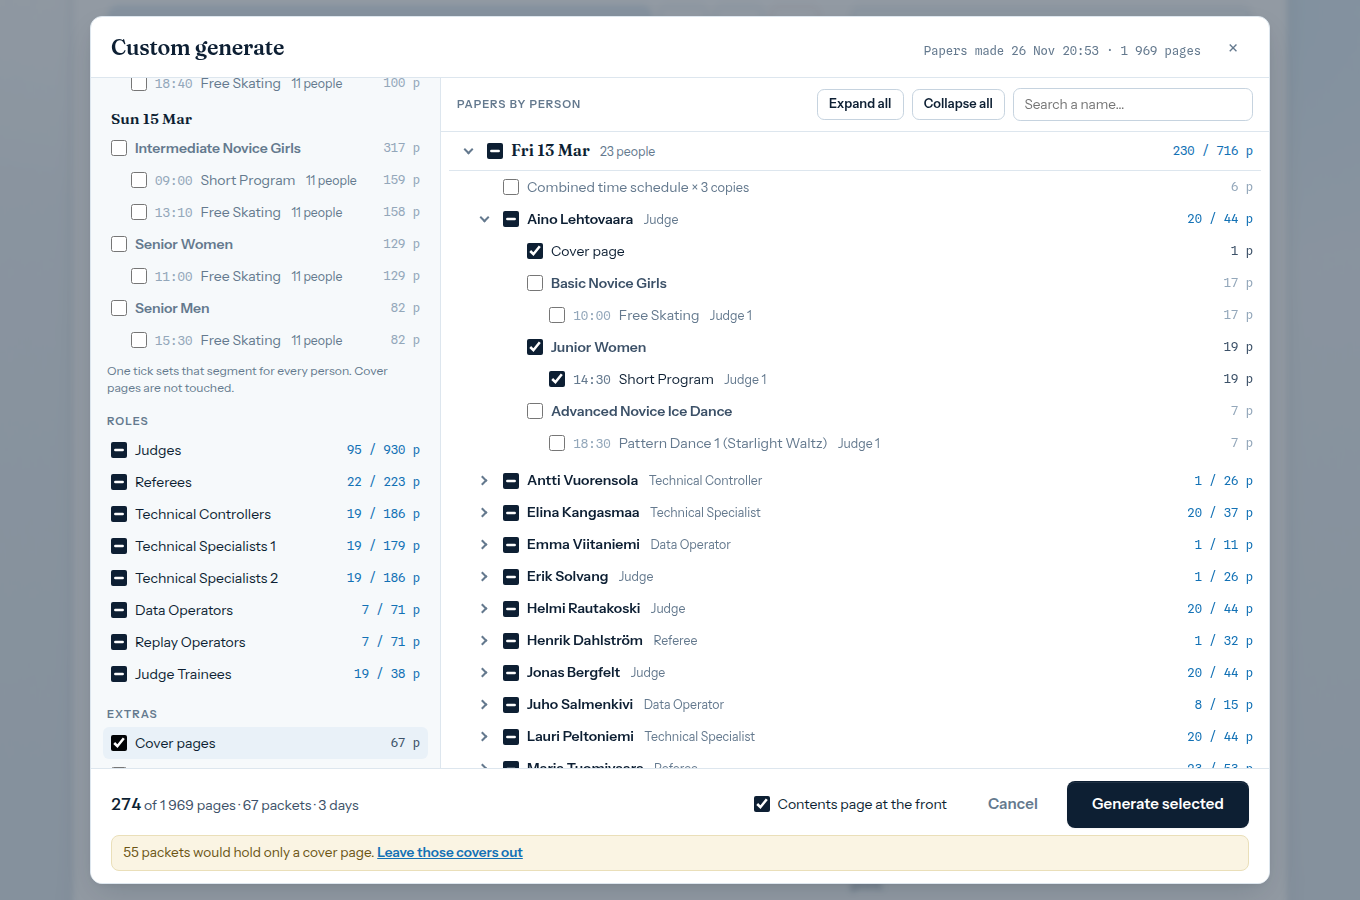 Custom generate
Papers made 26 Nov 20:53 · 1 969 pages ×
18:40 Free Skating 11 people 100 p
Sun 15 Mar
Intermediate Novice Girls 317 p
09:00 Short Program 11 people 159 p
13:10 Free Skating 11 people 158 p
Senior Women 129 p
11:00 Free Skating 11 people 129 p
Senior Men 82 p
15:30 Free Skating 11 people 82 p
One tick sets that segment for every person. Cover
pages are not touched.
ROLES
Judges 95 / 930 p
Referees 22 / 223 p
Technical Controllers 19 / 186 p
Technical Specialists 1 19 / 179 p
Technical Specialists 2 19 / 186 p
Data Operators 7 / 71 p
Replay Operators 7 / 71 p
Judge Trainees 19 / 38 p
EXTRAS
Cover pages 67 p
PAPERS BY PERSON Expand all Collapse all Search a name...
Fri 13 Mar 23 people 230 / 716 p
Combined time schedule × 3 copies 6 p
Aino Lehtovaara Judge 20 / 44 p
Cover page 1 p
Basic Novice Girls 17 p
10:00 Free Skating Judge 1 17 p
Junior Women 19 p
14:30 Short Program Judge 1 19 p
Advanced Novice Ice Dance 7 p
18:30 Pattern Dance 1 (Starlight Waltz) Judge 1 7 p
Antti Vuorensola Technical Controller 1 / 26 p
Elina Kangasmaa Technical Specialist 20 / 37 p
Emma Viitaniemi Data Operator 1 / 11 p
Erik Solvang Judge 1 / 26 p
Helmi Rautakoski Judge 20 / 44 p
Henrik Dahlström Referee 1 / 32 p
Jonas Bergfelt Judge 20 / 44 p
Juho Salmenkivi Data Operator 8 / 15 p
Lauri Peltoniemi Technical Specialist 20 / 44 p
Referee 23 / 53 p
274 of 1 969 pages · 67 packets · 3 days
Contents page at the front Cancel Generate selected
55 packets would hold only a cover page. Leave those covers out